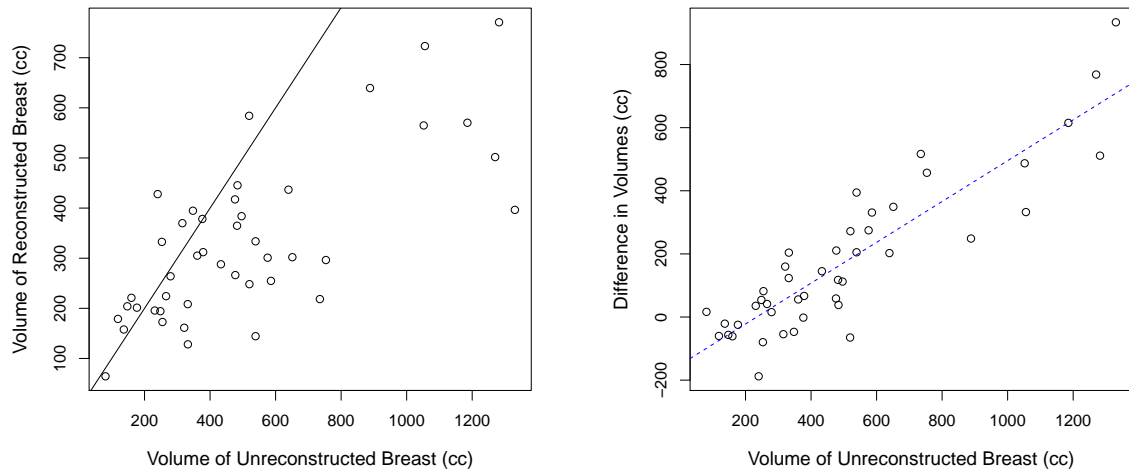 Volume of Reconstructed Breast (cc)
700
600
500
400
300
200
100
200 400 600 800 1000 1200
Volume of Unreconstructed Breast (cc)
Difference in Volumes (cc)
800
600
400
200
0
−200
200 400 600 800 1000 1200
Volume of Unreconstructed Breast (cc)